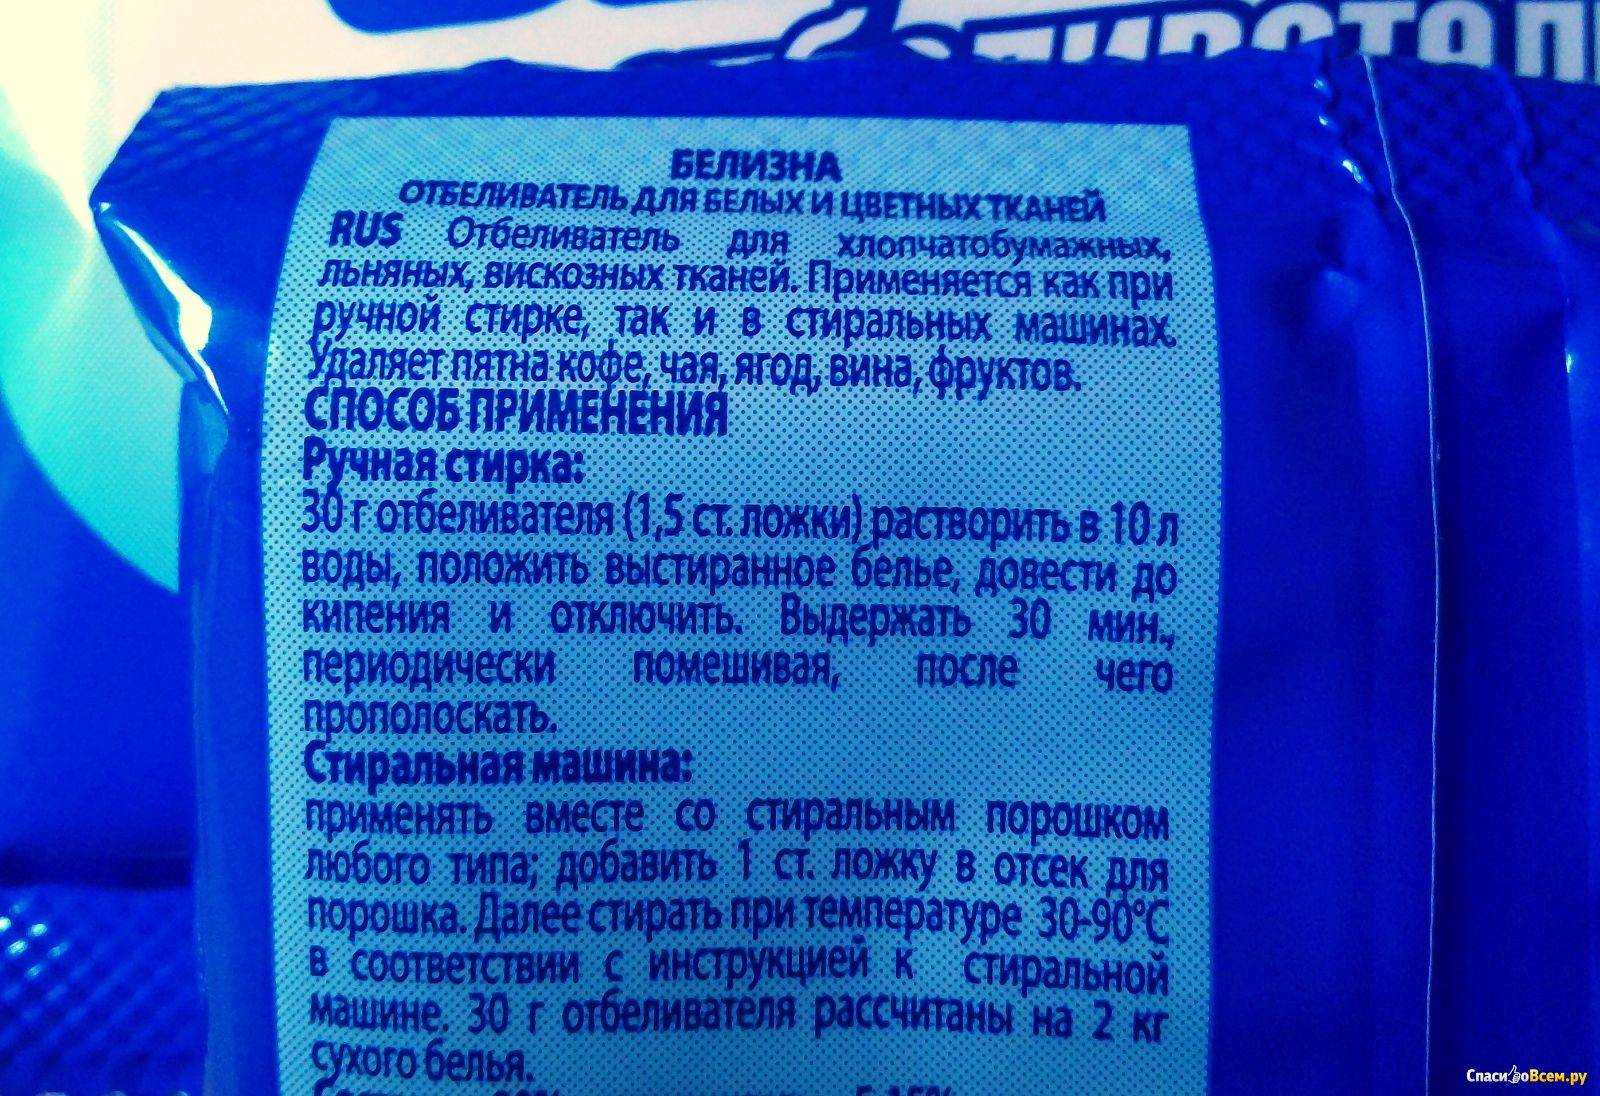 БЕЛИЗНА
ОТБЕЛИВАТЕЛЬ ДЛЯ БЕЛЫХ И ЦВЕТНЫХ ТКАНЕЙ
RUS Отбеливатель для хлопчатобумажных,
льняных, вискозных тканей. Применяется как при
ручной стирке, так и в стиральных машинах.
Удаляет пятна кофе, чая, ягод, вина, фруктов.
СПОСОБ ПРИМЕНЕНИЯ
Ручная стирка:
30 г отбеливателя (1,5 ст. ложки) растворить в 10 л
воды, положить выстиранное белье, довести до
кипения и отключить. Выдержать 30 мин.,
периодически помешивая, после чего
прополоскать.
Стиральная машина:
применять вместе со стиральным порошком
любого типа; добавить 1 ст. ложку в отсек для
порошка. Далее стирать при температуре 30-90°С
в соответствии с инструкцией к стиральной
машине. 30 г отбеливателя рассчитаны на 2 кг
сухого белья.
СпасибоВсем.ру